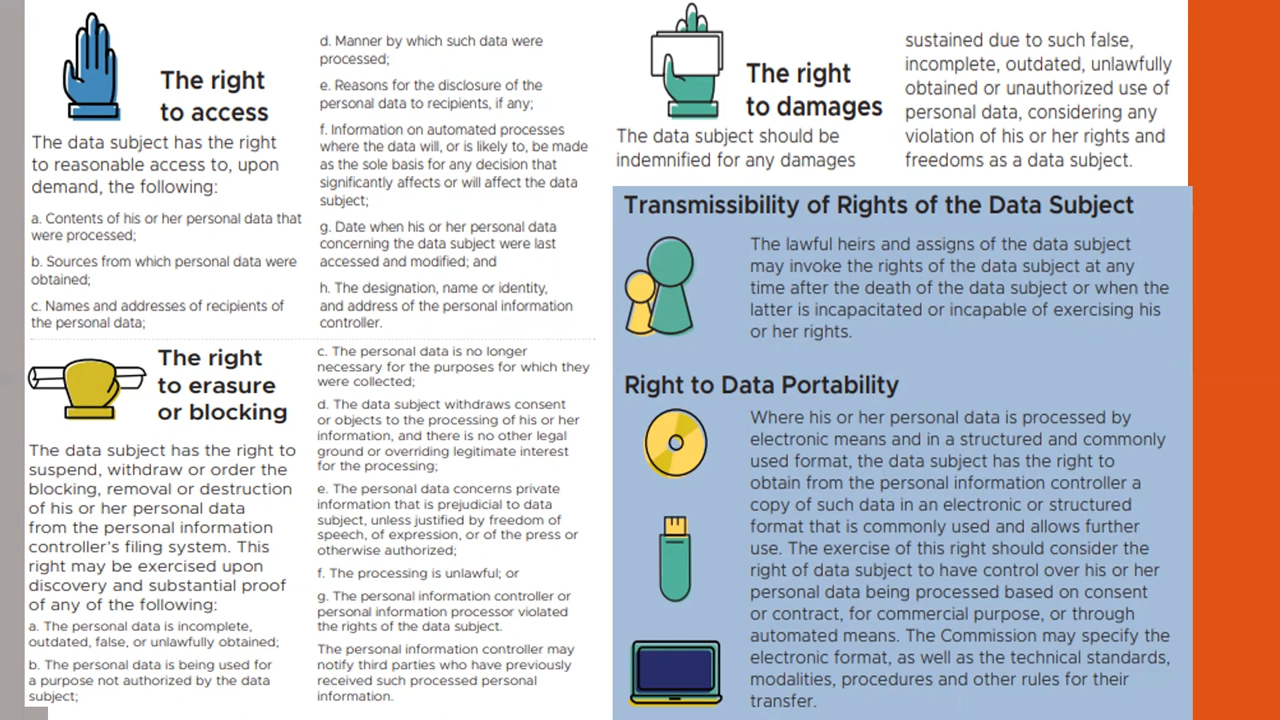 The right
to access
The data subject has the right
to reasonable access to, upon
demand, the following:
a. Contents of his or her personal data that
were processed;
b. Sources from which personal data were
obtained;
c. Names and addresses of recipients of
the personal data;
d. Manner by which such data were
processed;
e. Reasons for the disclosure of the
personal data to recipients, if any;
f. Information on automated processes
where the data will, or is likely to, be made
as the sole basis for any decision that
significantly affects or will affect the data
subject;
g. Date when his or her personal data
concerning the data subject were last
accessed and modified; and
h. The designation, name or identity,
and address of the personal information
controller.
The right
to erasure
or blocking
The data subject has the right to
suspend, withdraw or order the
blocking, removal or destruction
of his or her personal data
from the personal information
controller’s filing system. This
right may be exercised upon
discovery and substantial proof
of any of the following:
a. The personal data is incomplete,
outdated, false, or unlawfully obtained;
b. The personal data is being used for
a purpose not authorized by the data
subject;
c. The personal data is no longer
necessary for the purposes for which they
were collected;
d. The data subject withdraws consent
or objects to the processing of his or her
information, and there is no other legal
ground or overriding legitimate interest
for the processing;
e. The personal data concerns private
information that is prejudicial to data
subject, unless justified by freedom of
speech, of expression, or of the press or
otherwise authorized;
f. The processing is unlawful; or
g. The personal information controller or
personal information processor violated
the rights of the data subject.
The personal information controller may
notify third parties who have previously
received such processed personal
information.
The right
to damages
The data subject should be
indemnified for any damages
sustained due to such false,
incomplete, outdated, unlawfully
obtained or unauthorized use of
personal data, considering any
violation of his or her rights and
freedoms as a data subject.
Transmissibility of Rights of the Data Subject
The lawful heirs and assigns of the data subject
may invoke the rights of the data subject at any
time after the death of the data subject or when the
latter is incapacitated or incapable of exercising his
or her rights.
Right to Data Portability
Where his or her personal data is processed by
electronic means and in a structured and commonly
used format, the data subject has the right to
obtain from the personal information controller a
copy of such data in an electronic or structured
format that is commonly used and allows further
use. The exercise of this right should consider the
right of data subject to have control over his or her
personal data being processed based on consent
or contract, for commercial purpose, or through
automated means. The Commission may specify the
electronic format, as well as the technical standards,
modalities, procedures and other rules for their
transfer.